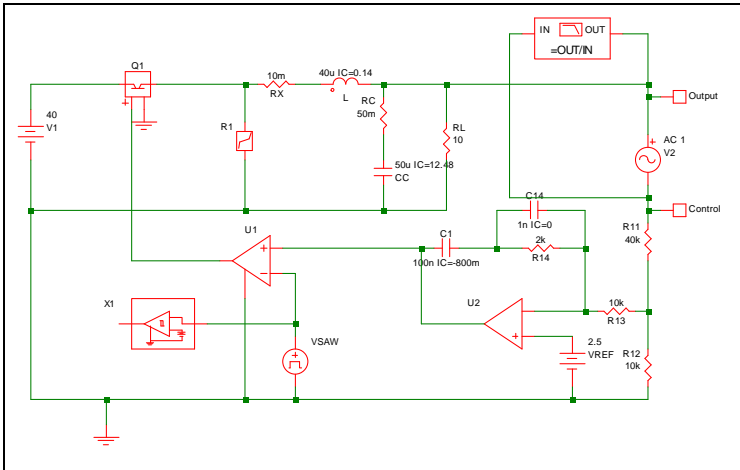 IN OUT
=OUT/IN
Q1
10m
RX
40u IC=0.14
L
RC
50m
Output
40
V1
R1
RL
10
AC 1
V2
50u IC=12.48
CC
C14
1n IC=0
Control
U1
C1
100n IC=-800m
2k
R14
R11
40k
X1
U2
10k
R13
VSAW
2.5
VREF
R12
10k